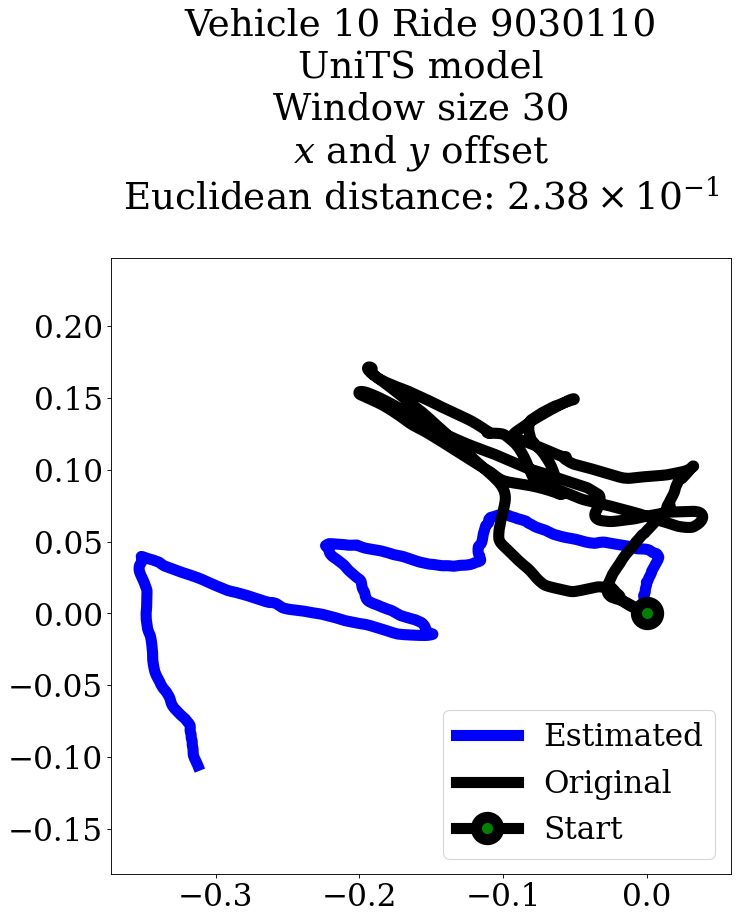 Vehicle 10 Ride 9030110
UniTS model
Window size 30
x and y offset
Euclidean distance: 2.38 × 10⁻¹
0.20
0.15
0.10
0.05
0.00
−0.05
−0.10
−0.15
−0.3 −0.2 −0.1 0.0
Estimated
Original
Start